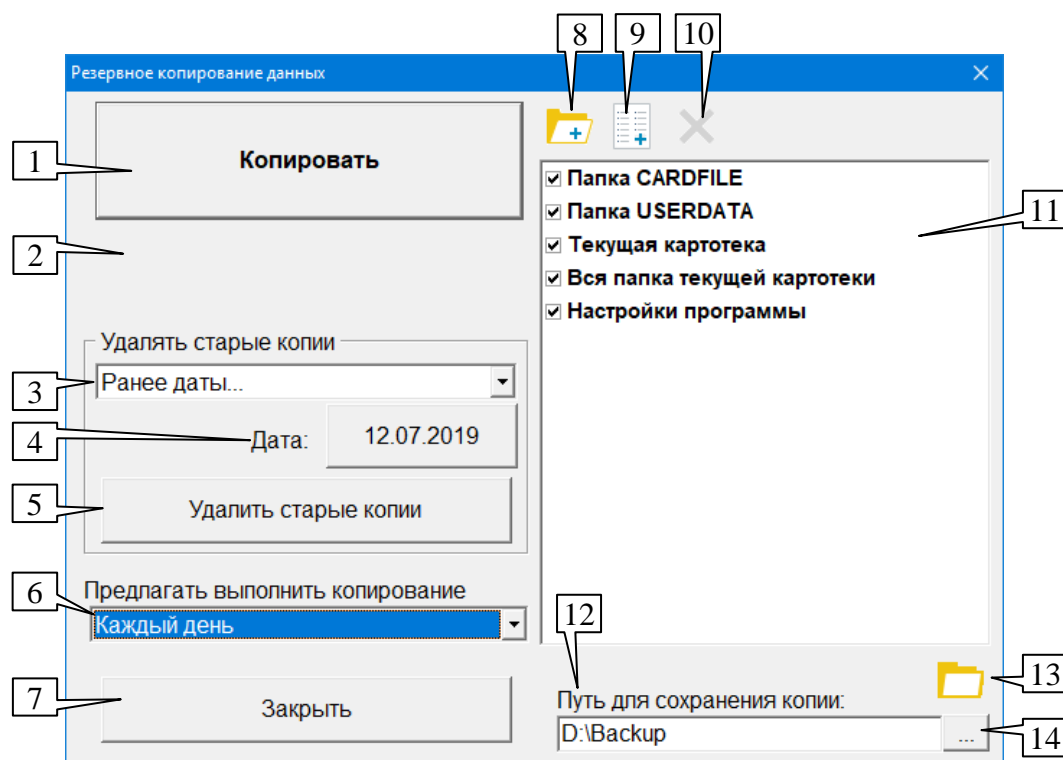 8 9 10
Резервное копирование данных
1
Копировать
Папка CARDFILE
Папка USERDATA
11
2
Текущая картотека
Вся папка текущей картотеки
Настройки программы
Удалять старые копии
3
Ранее даты...
4
Дата:
12.07.2019
5
Удалить старые копии
6
Предлагать выполнить копирование
Каждый день
12
7
Закрыть
13
Путь для сохранения копии:
D:\Backup
...
14